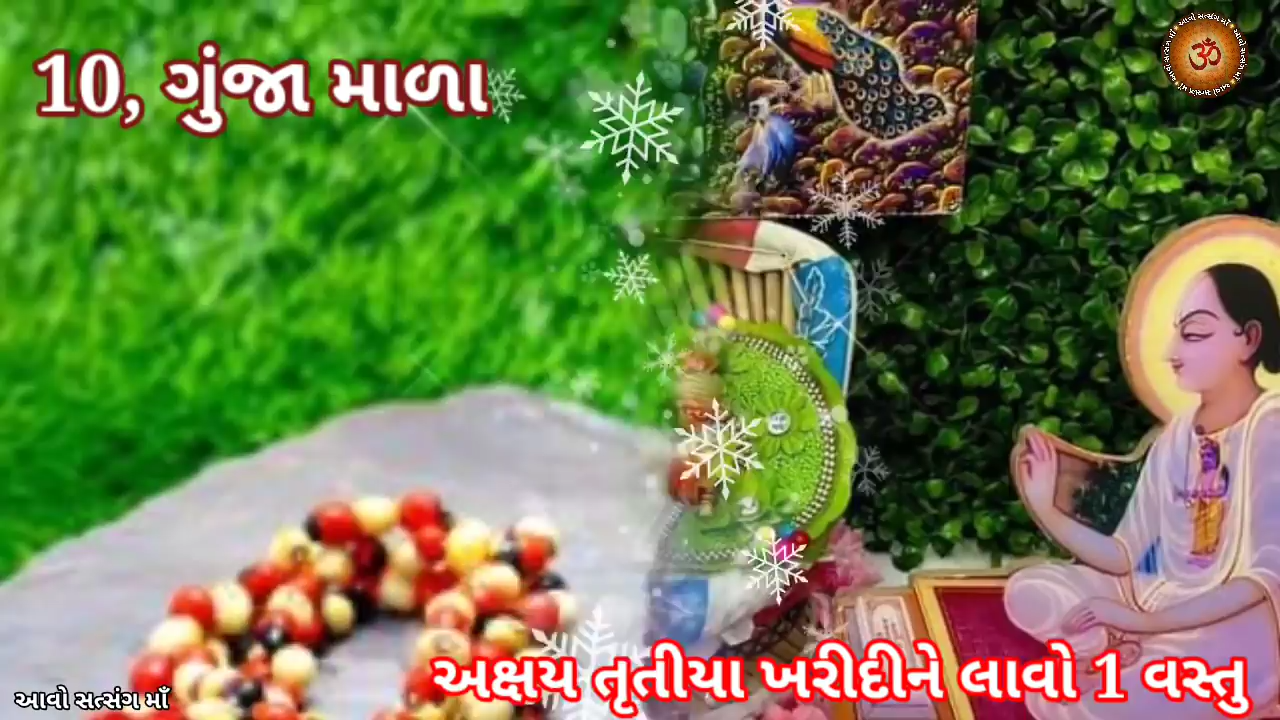 10, ગુંજા માળા
અક્ષય તૃતીયા ખરીદીને લાવો 1 વસ્તુ
આવો સત્સંગ માઁ